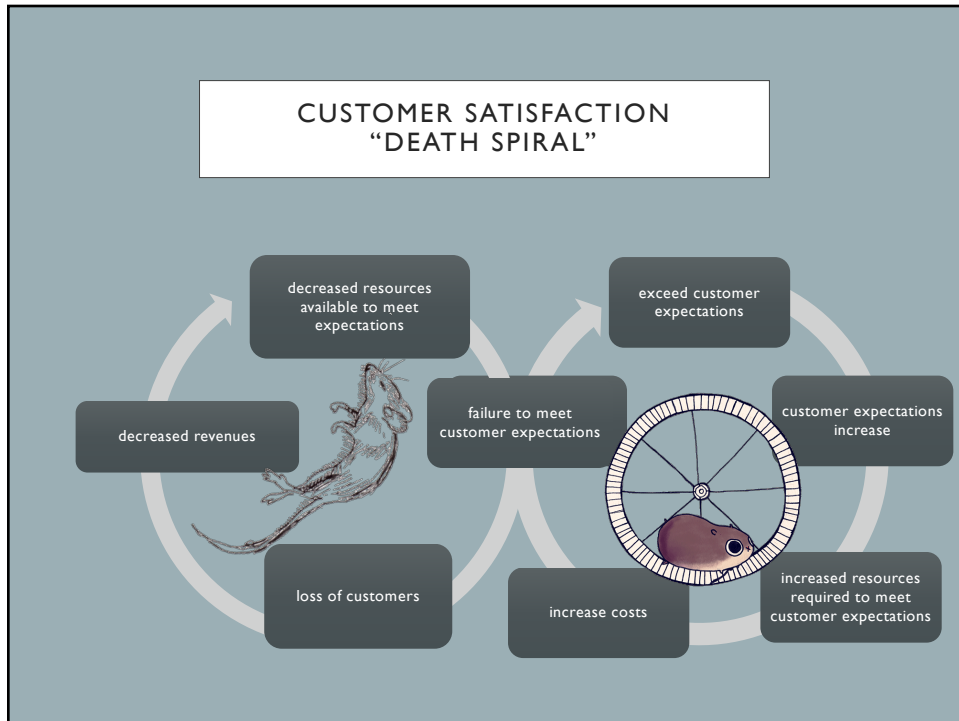 CUSTOMER SATISFACTION
“DEATH SPIRAL”
decreased resources
available to meet
expectations
exceed customer
expectations
decreased revenues
failure to meet
customer expectations
customer expectations
increase
loss of customers
increase costs
increased resources
required to meet
customer expectations